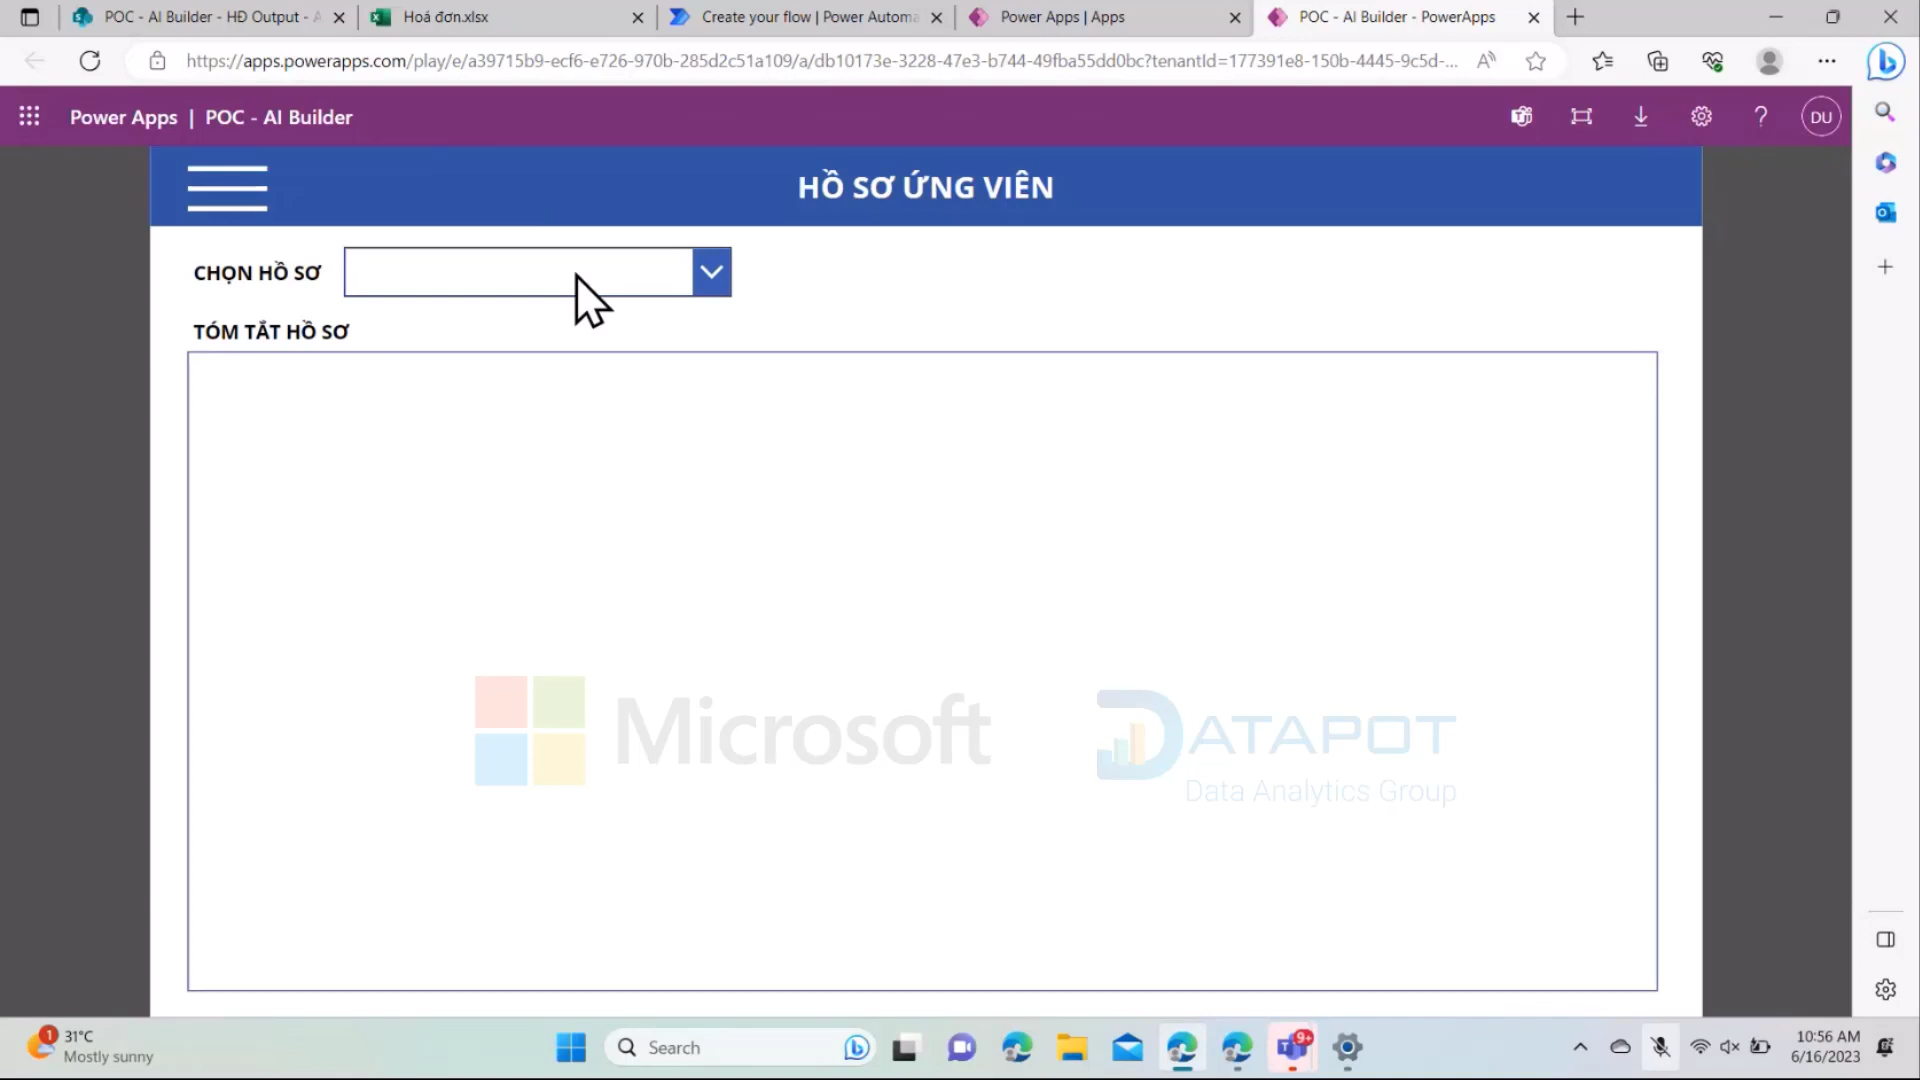 POC - AI Builder - HĐ Output - A
Hoá đơn.xlsx
Create your flow | Power Automa
Power Apps | Apps
POC - AI Builder - PowerApps
https://apps.powerapps.com/play/e/a39715b9-ecf6-e726-970b-285d2c51a109/a/db10173e-3228-47e3-b744-49fba55dd0bc?tenantId=177391e8-150b-4445-9c5d-...
Power Apps | POC - AI Builder
DU
HỒ SƠ ỨNG VIÊN
CHỌN HỒ SƠ
TÓM TẮT HỒ SƠ
Microsoft
DATAPOT
Data Analytics Group
1
31°C
Mostly sunny
Search
9+
10:56 AM
6/16/2023